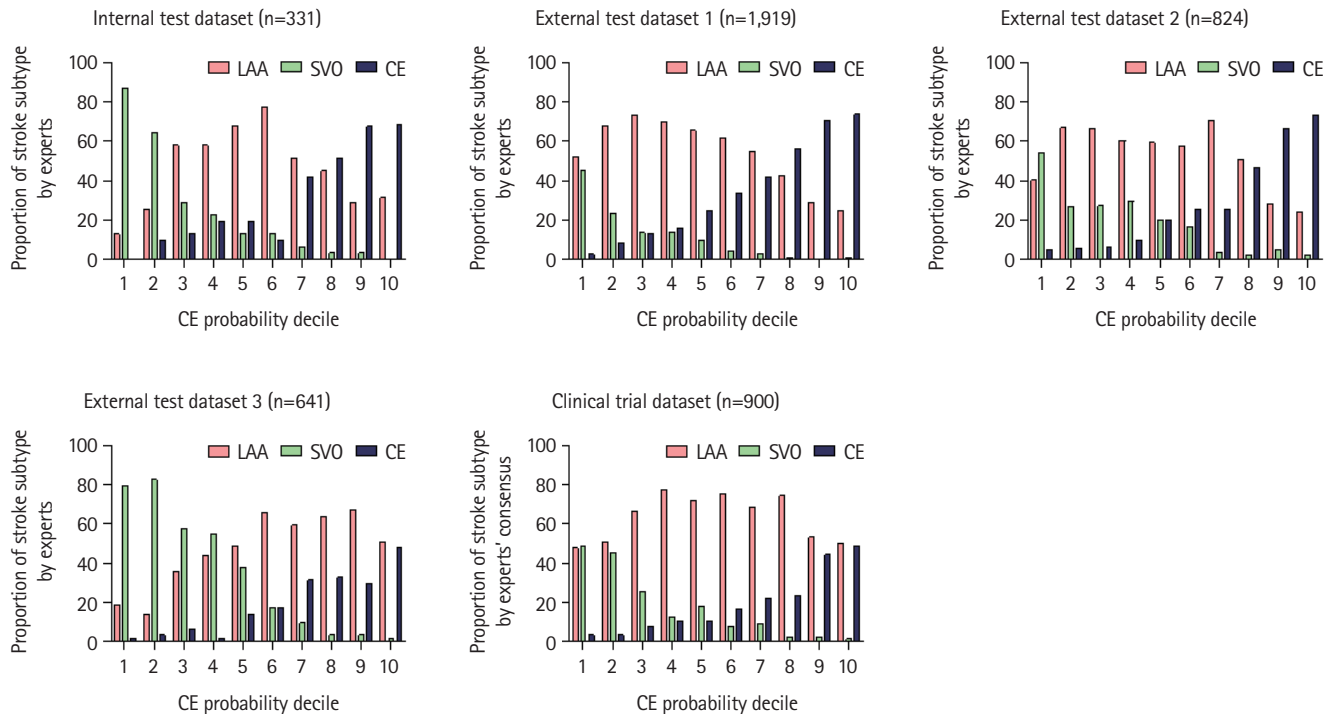 Internal test dataset (n=331)
Proportion of stroke subtype
by experts
100
80
60
40
20
0
LAA SVO CE
1 2 3 4 5 6 7 8 9 10
CE probability decile
External test dataset 1 (n=1,919)
Proportion of stroke subtype
by experts
100
80
60
40
20
0
LAA SVO CE
1 2 3 4 5 6 7 8 9 10
CE probability decile
External test dataset 2 (n=824)
Proportion of stroke subtype
by experts
100
80
60
40
20
0
LAA SVO CE
1 2 3 4 5 6 7 8 9 10
CE probability decile
External test dataset 3 (n=641)
Proportion of stroke subtype
by experts
100
80
60
40
20
0
LAA SVO CE
1 2 3 4 5 6 7 8 9 10
CE probability decile
Clinical trial dataset (n=900)
Proportion of stroke subtype
by experts' consensus
100
80
60
40
20
0
LAA SVO CE
1 2 3 4 5 6 7 8 9 10
CE probability decile